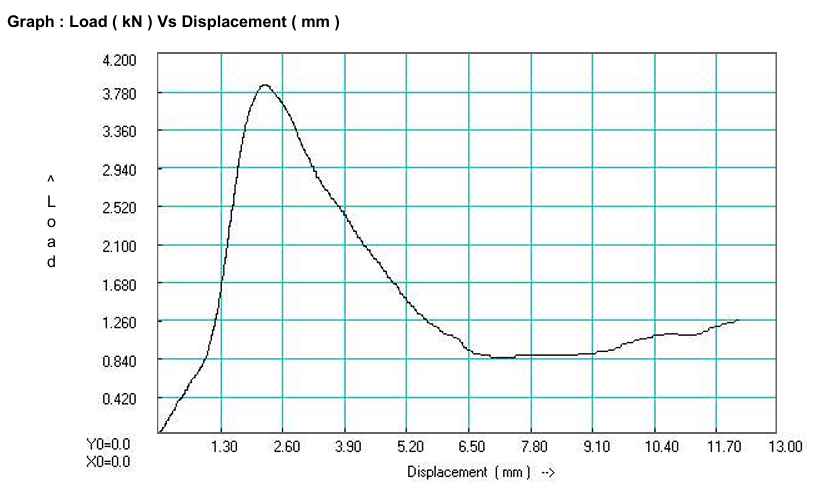 Graph : Load ( kN ) Vs Displacement ( mm )
4.200
3.780
3.360
2.940
2.520
2.100
1.680
1.260
0.840
0.420
^
L
o
a
d
Y0=0.0
X0=0.0
1.30 2.60 3.90 5.20 6.50 7.80 9.10 10.40 11.70 13.00
Displacement ( mm ) -->